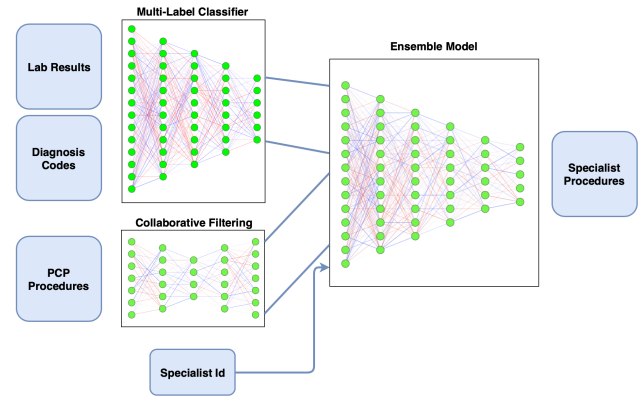 Multi-Label Classifier
Lab Results
Ensemble Model
Diagnosis
Codes
Specialist
Procedures
Collaborative Filtering
PCP
Procedures
Specialist Id